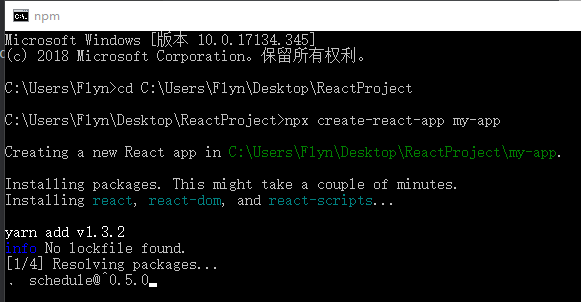 npm
Microsoft Windows [版本 10.0.17134.345]
(c) 2018 Microsoft Corporation。保留所有权利。
C:\Users\Flyn>cd C:\Users\Flyn\Desktop\ReactProject
C:\Users\Flyn\Desktop\ReactProject>npx create-react-app my-app
Creating a new React app in C:\Users\Flyn\Desktop\ReactProject\my-app.
Installing packages. This might take a couple of minutes.
Installing react, react-dom, and react-scripts...
yarn add v1.3.2
info No lockfile found.
[1/4] Resolving packages...
schedule@^0.5.0